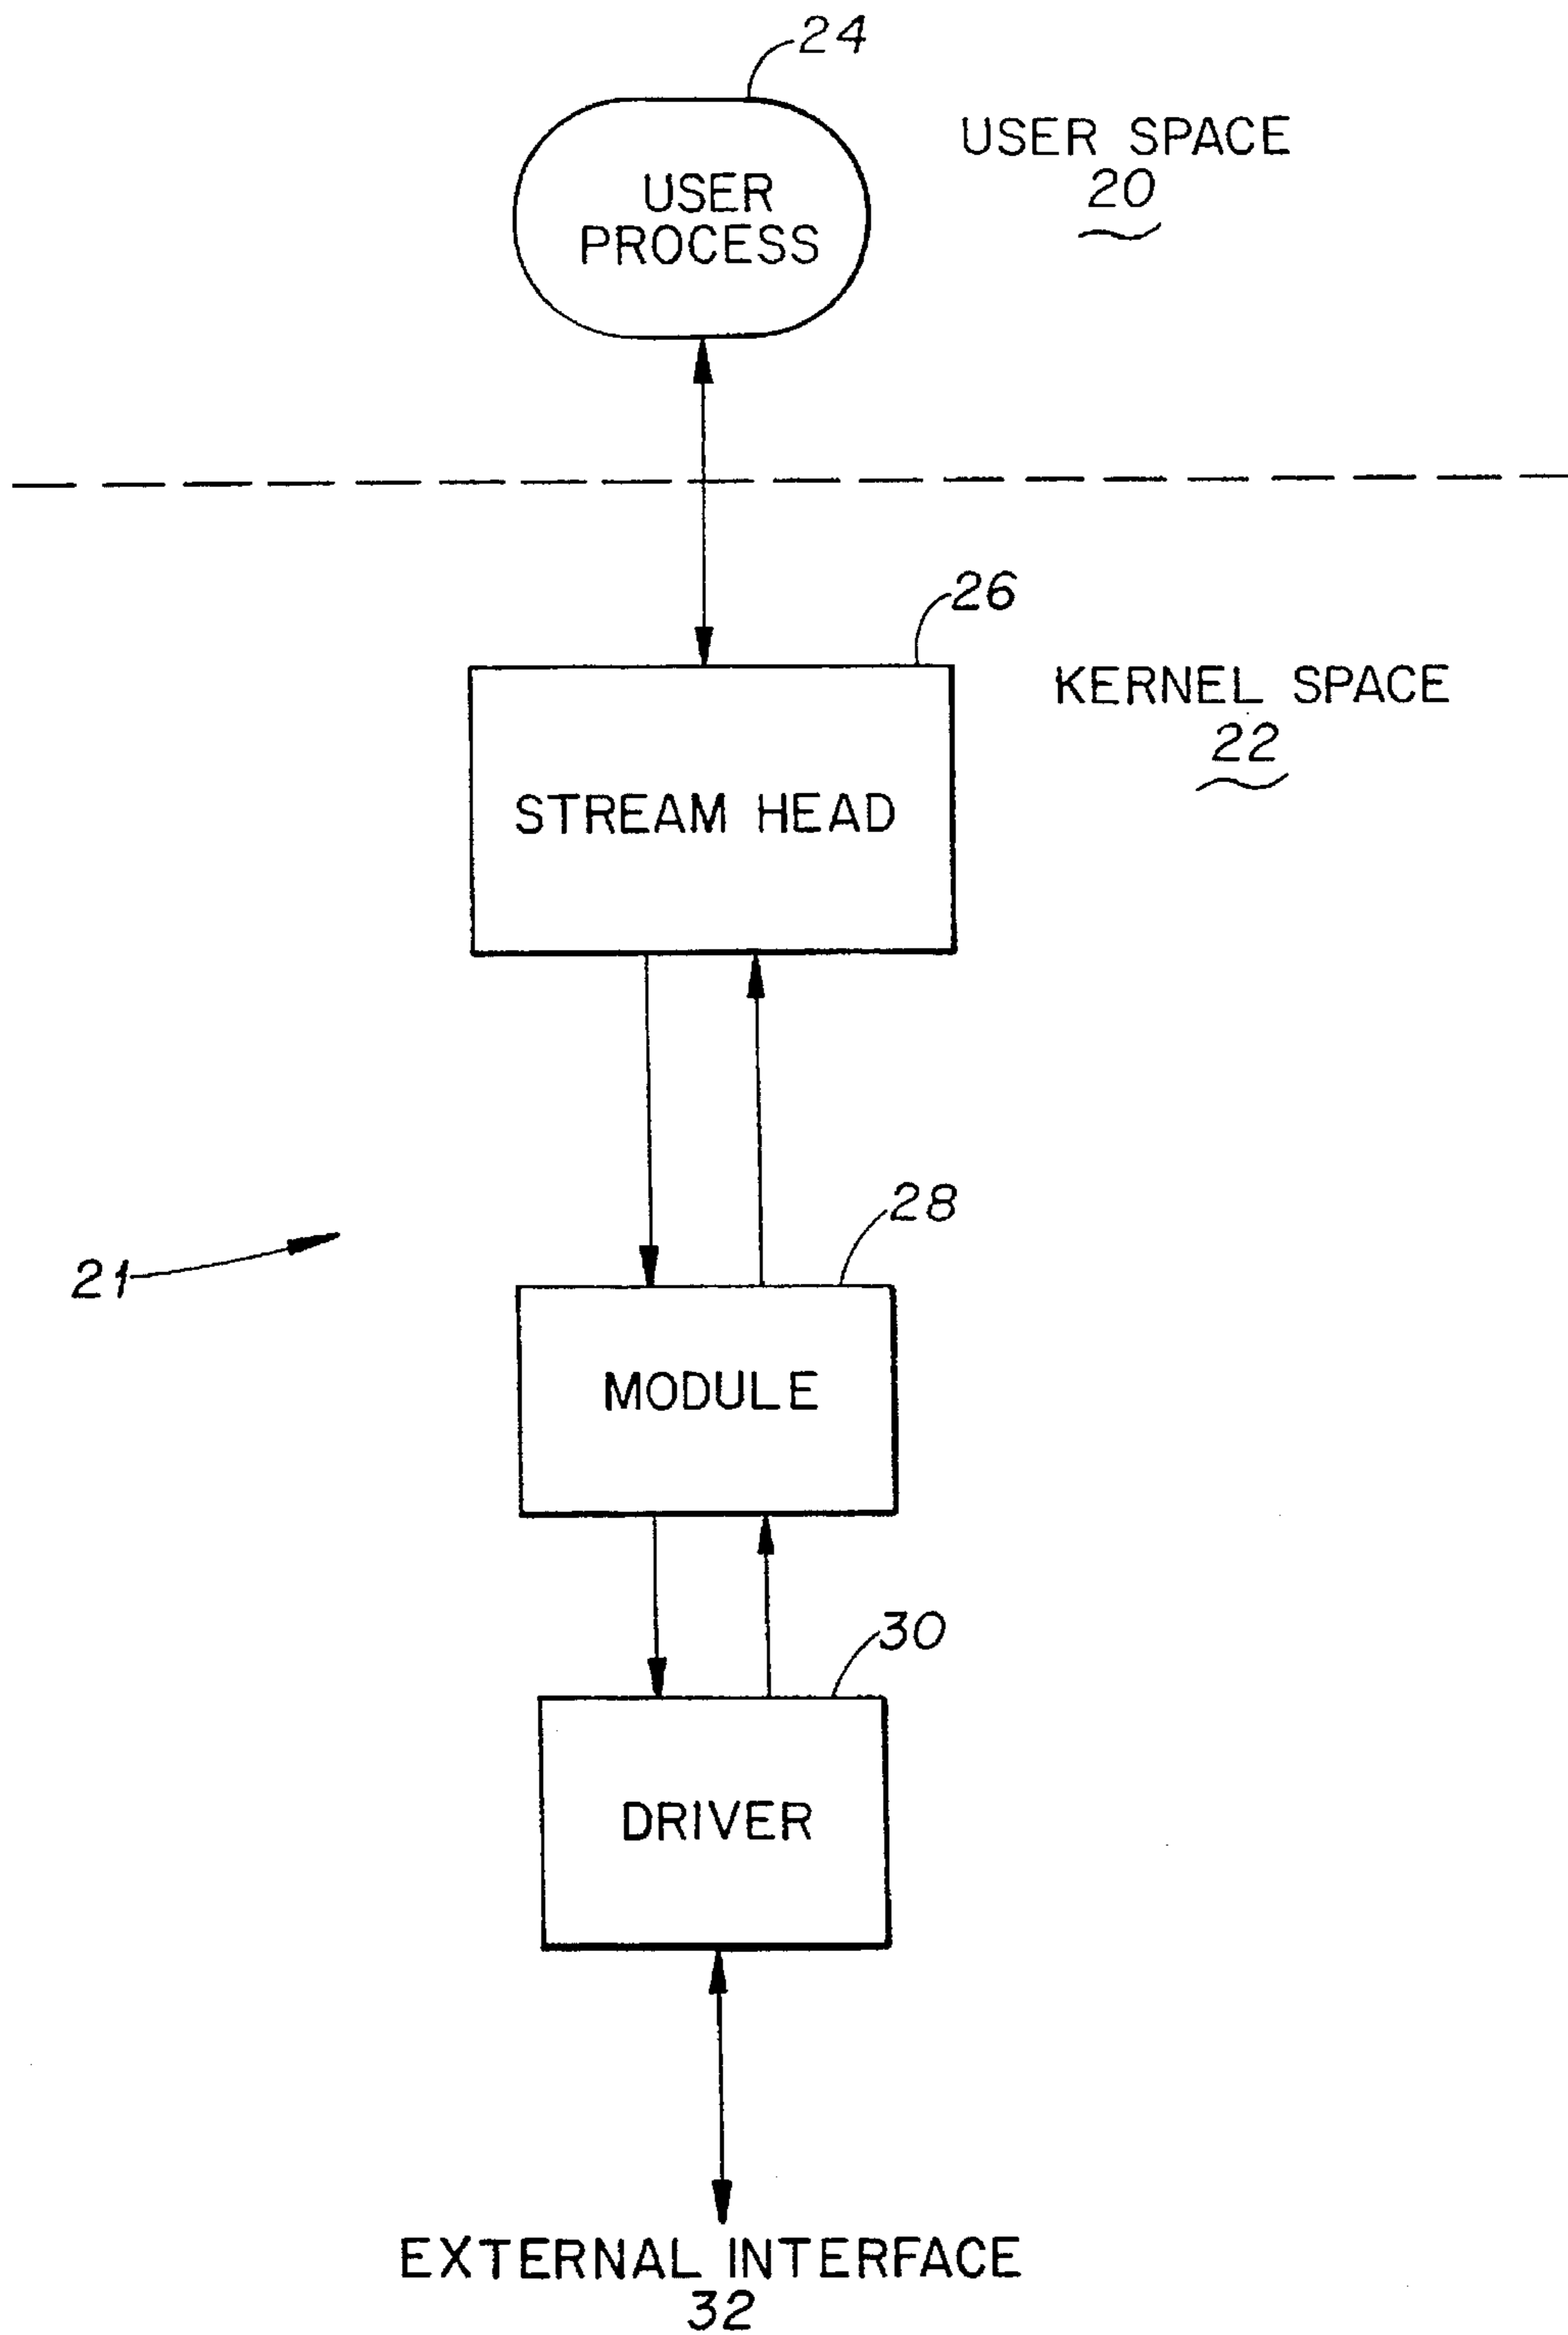 24
USER SPACE
20
USER
PROCESS
26
KERNEL SPACE
22
STREAM HEAD
28
21
MODULE
30
DRIVER
EXTERNAL INTERFACE
32